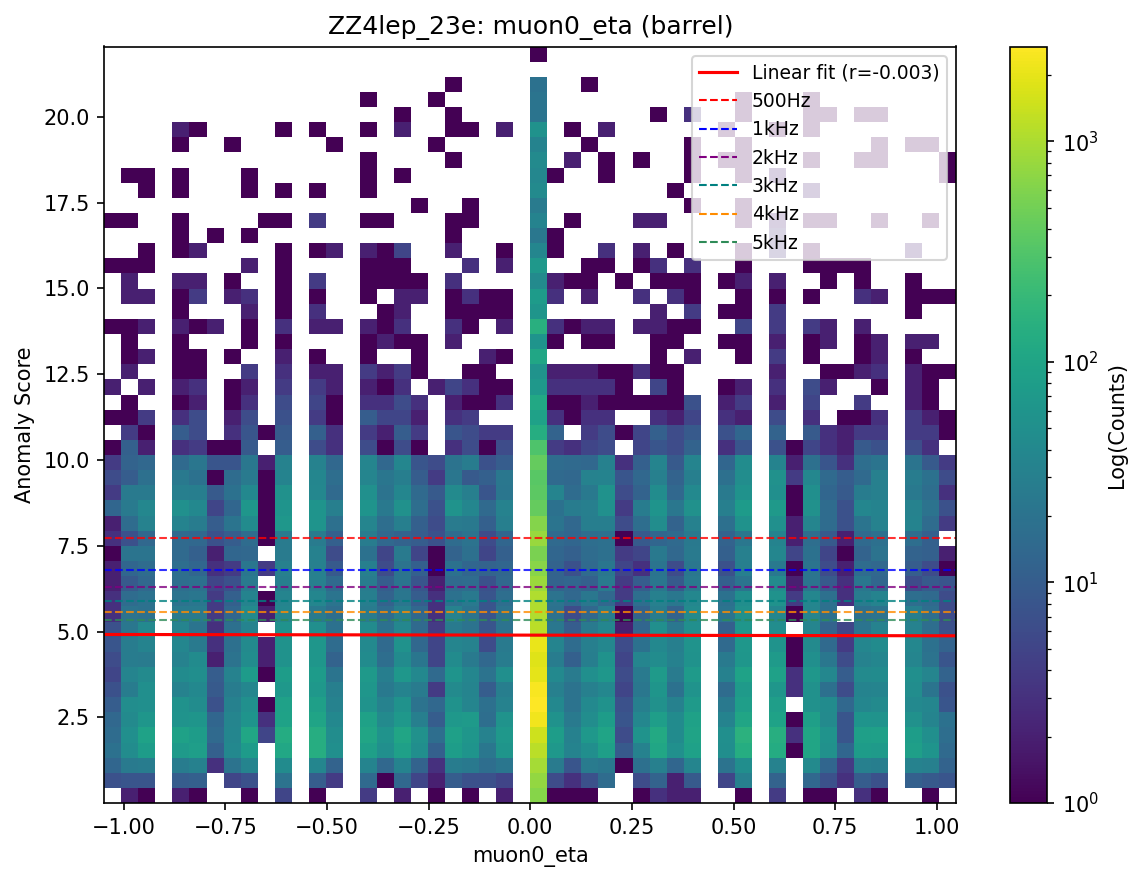 ZZ4lep_23e: muon0_eta (barrel)
Linear fit (r=-0.003)
500Hz
1kHz
2kHz
3kHz
4kHz
5kHz
Anomaly Score
20.0
17.5
15.0
12.5
10.0
7.5
5.0
2.5
−1.00 −0.75 −0.50 −0.25 0.00 0.25 0.50 0.75 1.00
muon0_eta
10³
10²
10¹
10⁰
Log(Counts)